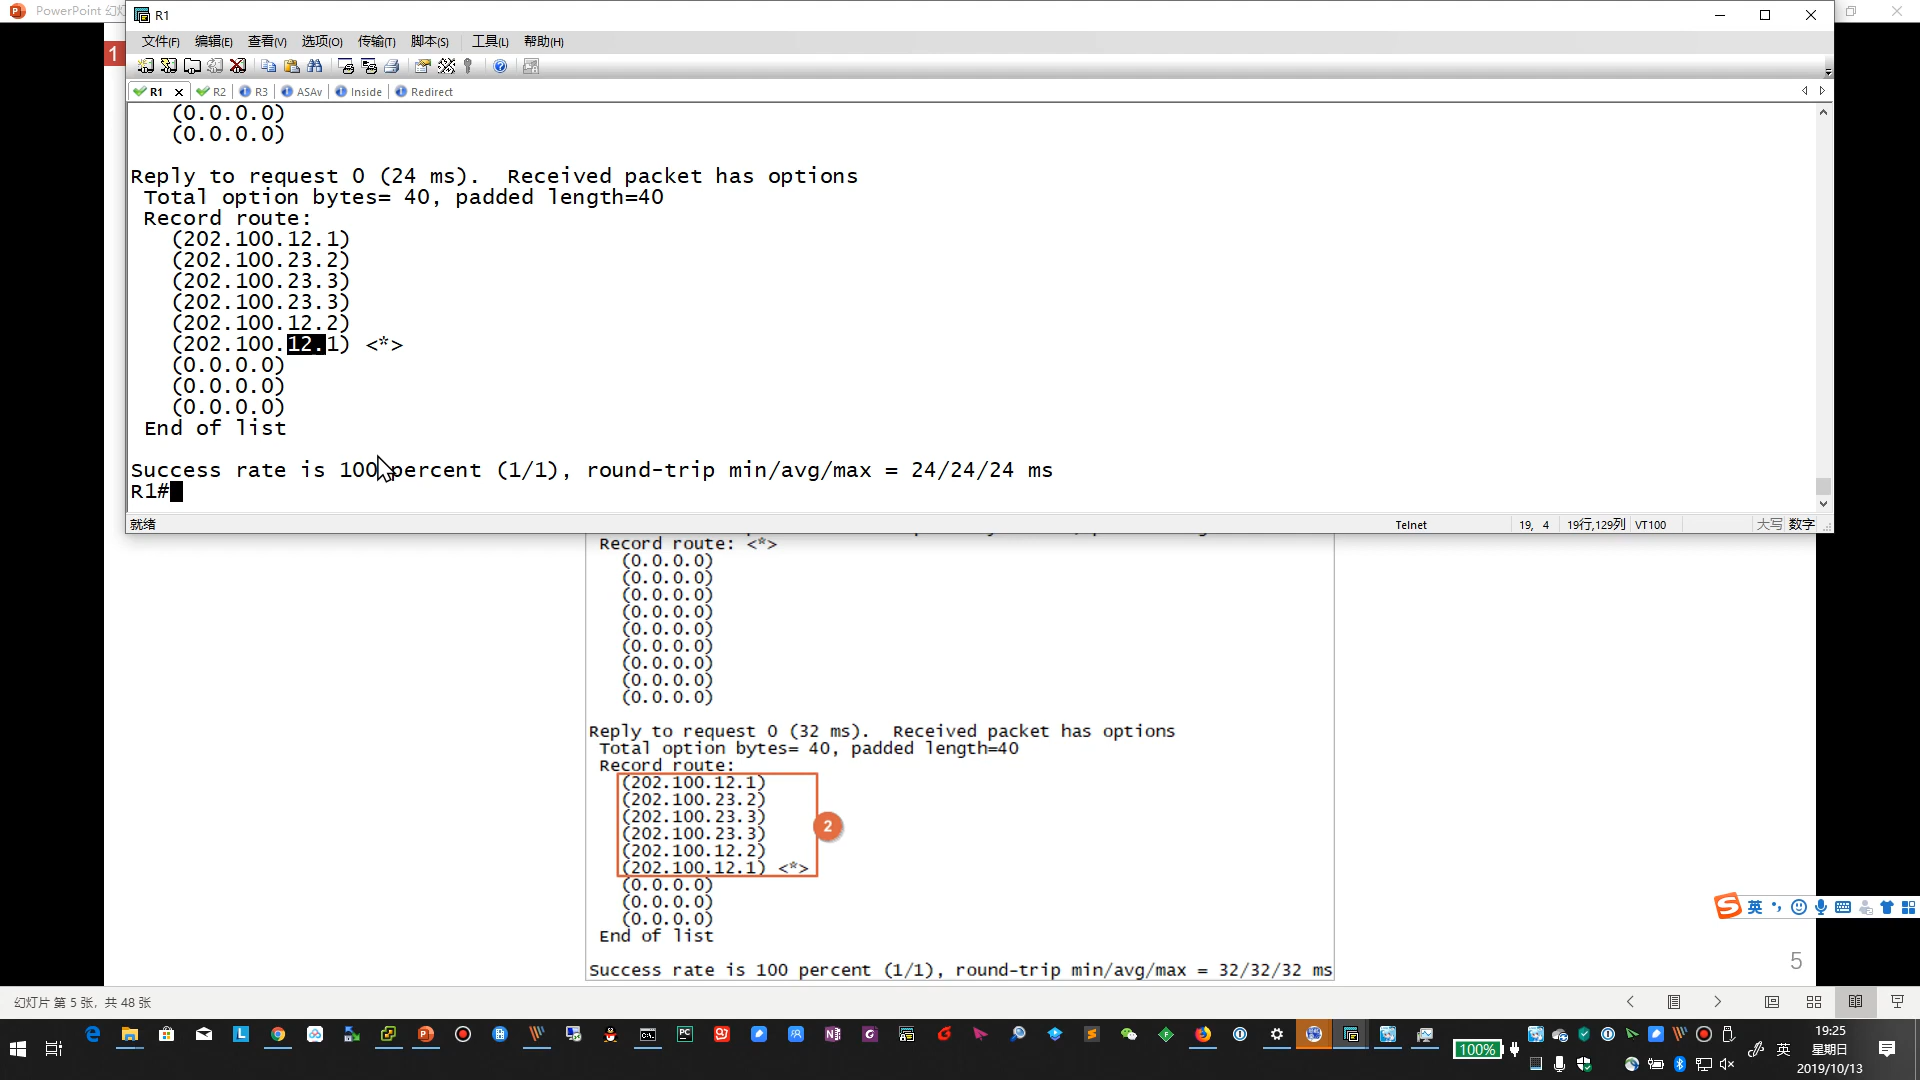 PowerPoint 幻灯
R1
文件(F) 编辑(E) 查看(V) 选项(O) 传输(T) 脚本(S) 工具(L) 帮助(H)
1
R1 R2 R3 ASAv Inside Redirect
(0.0.0.0)
(0.0.0.0)
Reply to request 0 (24 ms).  Received packet has options
Total option bytes= 40, padded length=40
Record route:
(202.100.12.1)
(202.100.23.2)
(202.100.23.3)
(202.100.23.3)
(202.100.12.2)
(202.100.12.1) <*>
(0.0.0.0)
(0.0.0.0)
(0.0.0.0)
End of list
Success rate is 100 percent (1/1), round-trip min/avg/max = 24/24/24 ms
R1#
就绪 Telnet 19, 4 19行,129列 VT100 大写 数字
Record route: <*>
(0.0.0.0)
(0.0.0.0)
(0.0.0.0)
(0.0.0.0)
(0.0.0.0)
(0.0.0.0)
(0.0.0.0)
(0.0.0.0)
(0.0.0.0)
Reply to request 0 (32 ms).  Received packet has options
Total option bytes= 40, padded length=40
Record route:
(202.100.12.1)
(202.100.23.2)
(202.100.23.3)
(202.100.23.3)
(202.100.12.2)
(202.100.12.1) <*>
2
(0.0.0.0)
(0.0.0.0)
(0.0.0.0)
End of list
Success rate is 100 percent (1/1), round-trip min/avg/max = 32/32/32 ms
英
5
幻灯片 第 5 张，共 48 张
100%
英
19:25
星期日
2019/10/13